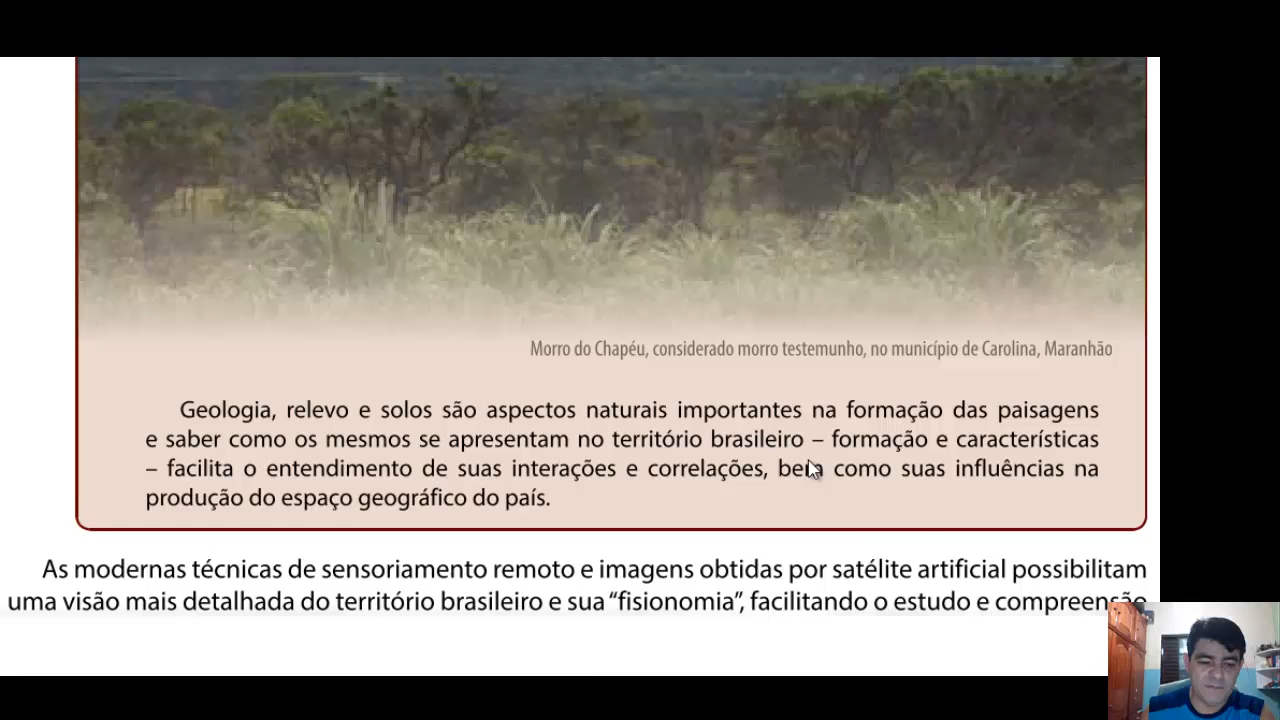 Morro do Chapéu, considerado morro testemunho, no município de Carolina, Maranhão
Geologia, relevo e solos são aspectos naturais importantes na formação das paisagens
e saber como os mesmos se apresentam no território brasileiro – formação e características
– facilita o entendimento de suas interações e correlações, bem como suas influências na
produção do espaço geográfico do país.
As modernas técnicas de sensoriamento remoto e imagens obtidas por satélite artificial possibilitam
uma visão mais detalhada do território brasileiro e sua “fisionomia”, facilitando o estudo e compreensão